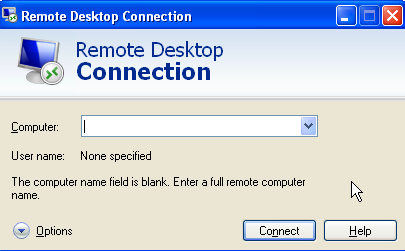 Remote Desktop Connection
Remote Desktop
Connection
Computer:
User name: None specified
The computer name field is blank. Enter a full remote computer
name.
Options Connect Help